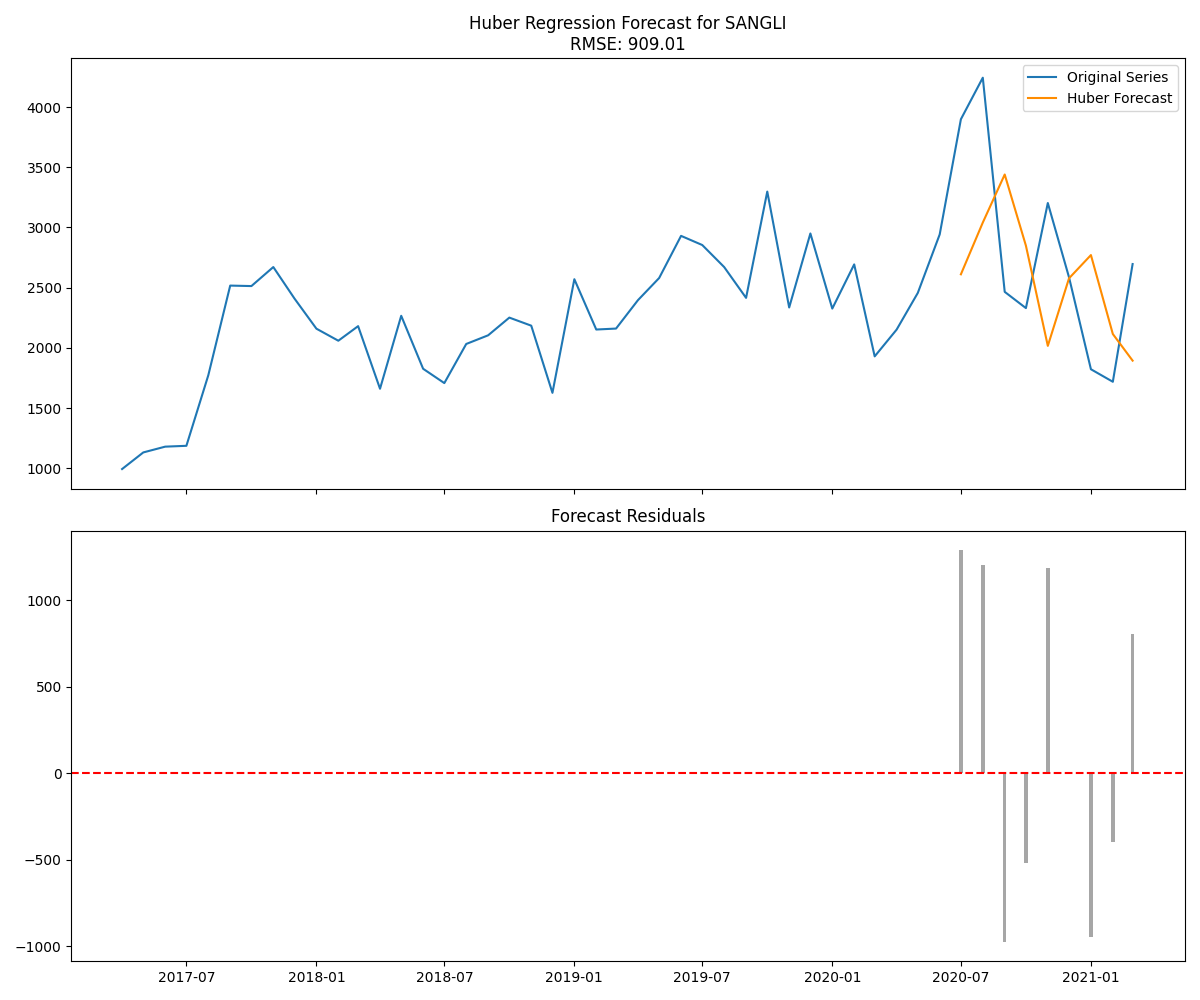 Huber Regression Forecast for SANGLI
RMSE: 909.01
Original Series
Huber Forecast
4000
3500
3000
2500
2000
1500
1000
Forecast Residuals
1000
500
0
−500
−1000
2017-07 2018-01 2018-07 2019-01 2019-07 2020-01 2020-07 2021-01